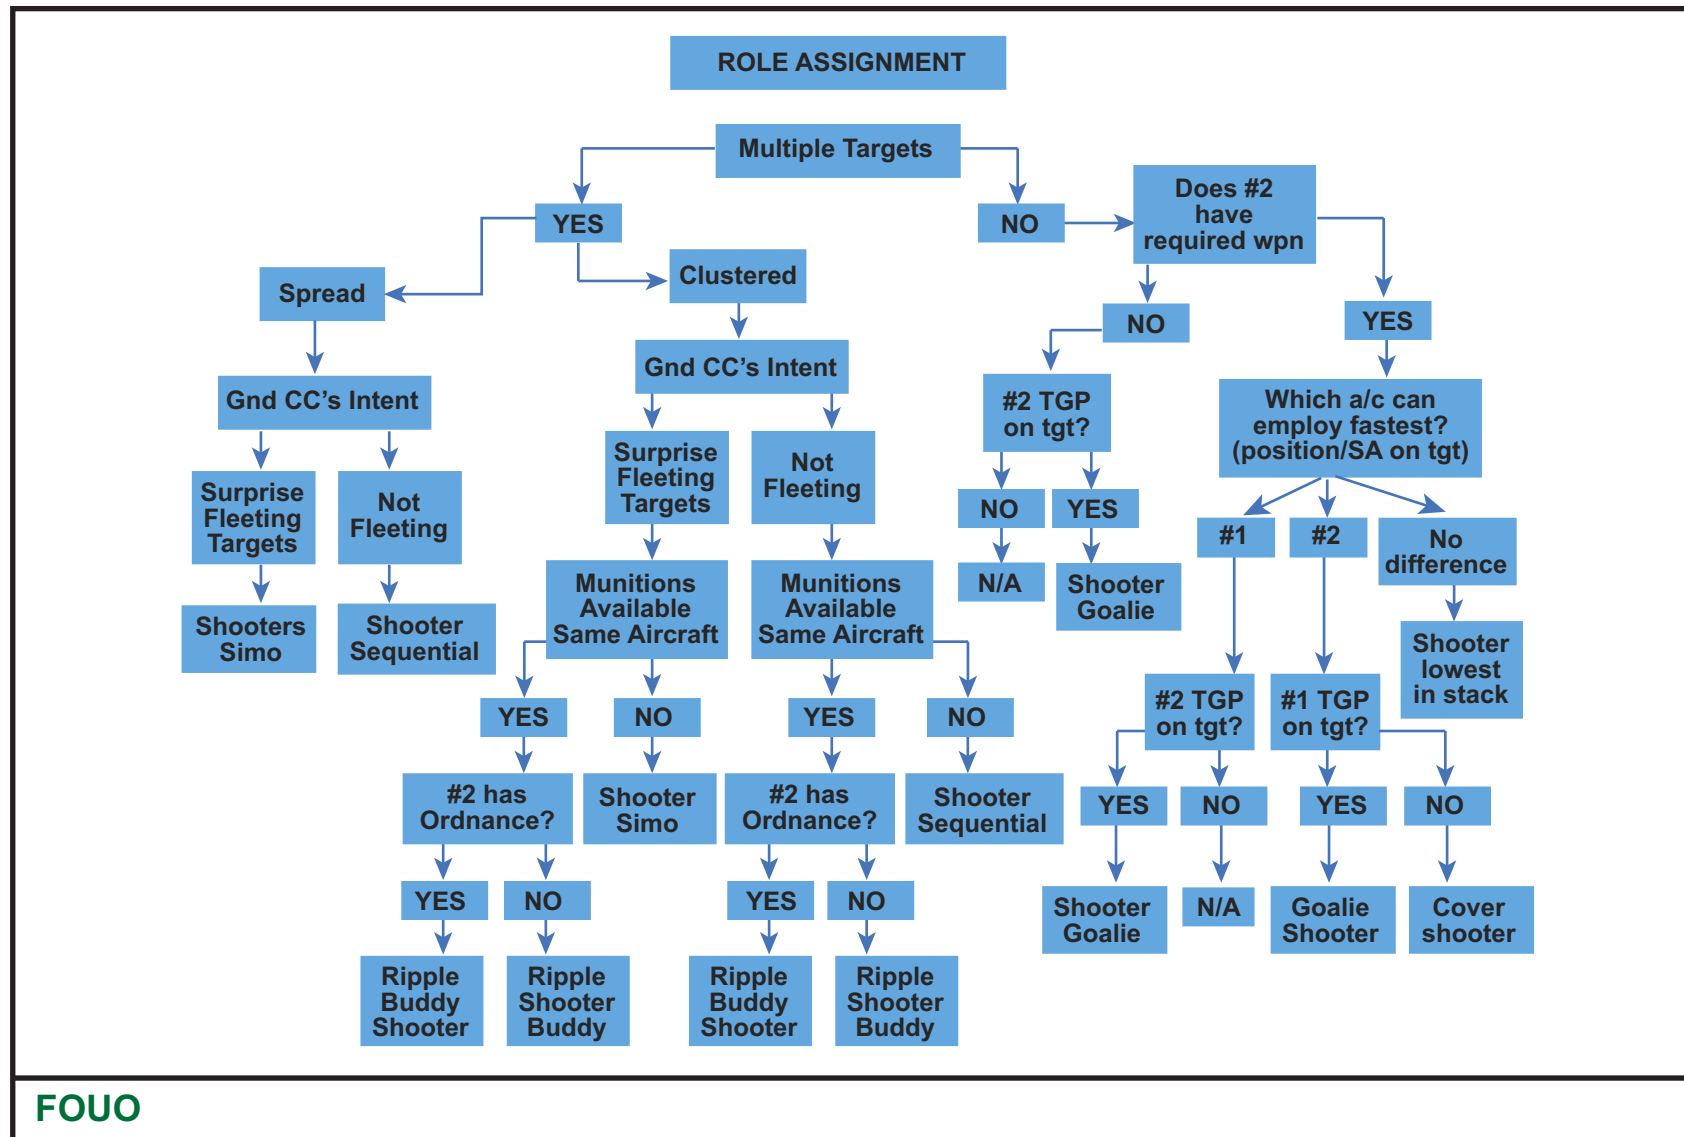 ROLE ASSIGNMENT
Multiple Targets
YES
NO
Does #2
have
required wpn
Spread
Clustered
NO
YES
Gnd CC’s Intent
Gnd CC’s Intent
#2 TGP
on tgt?
Which a/c can
employ fastest?
(position/SA on tgt)
Surprise
Fleeting
Targets
Not
Fleeting
Surprise
Fleeting
Targets
Not
Fleeting
NO
YES
#1
#2
No
difference
Shooters
Simo
Shooter
Sequential
Munitions
Available
Same Aircraft
Munitions
Available
Same Aircraft
N/A
Shooter
Goalie
Shooter
lowest
in stack
YES
NO
YES
NO
#2 TGP
on tgt?
#1 TGP
on tgt?
#2 has
Ordnance?
Shooter
Simo
#2 has
Ordnance?
Shooter
Sequential
YES
NO
YES
NO
YES
NO
YES
NO
Shooter
Goalie
N/A
Goalie
Shooter
Cover
shooter
Ripple
Buddy
Shooter
Ripple
Shooter
Buddy
Ripple
Buddy
Shooter
Ripple
Shooter
Buddy
FOUO